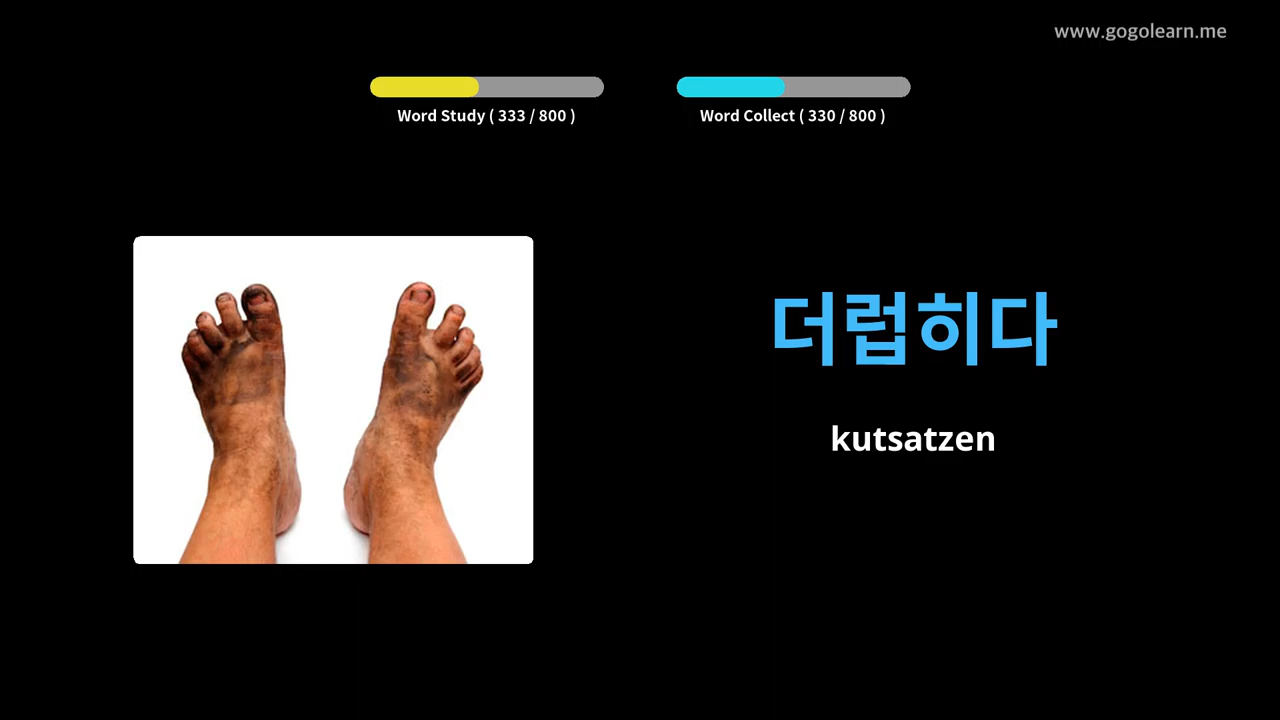 www.gogolearn.me
Word Study ( 333 / 800 )
Word Collect ( 330 / 800 )
더럽히다
kutsatzen